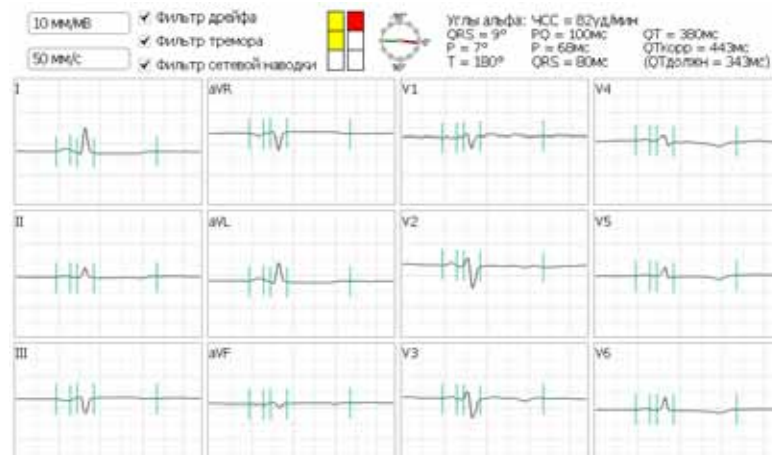 10 мм/мВ
50 мм/с
✓ Фильтр дрейфа
✓ Фильтр тремора
✓ Фильтр сетевой наводки
Углы альфа: ЧСС = 82уд/мин
QRS = 9° PQ = 100мс QT = 380мс
P = 7° P = 68мс QTкорр = 443мс
T = 180° QRS = 80мс (QTдолжн = 343мс)
I aVR V1 V4
II aVL V2 V5
III aVF V3 V6